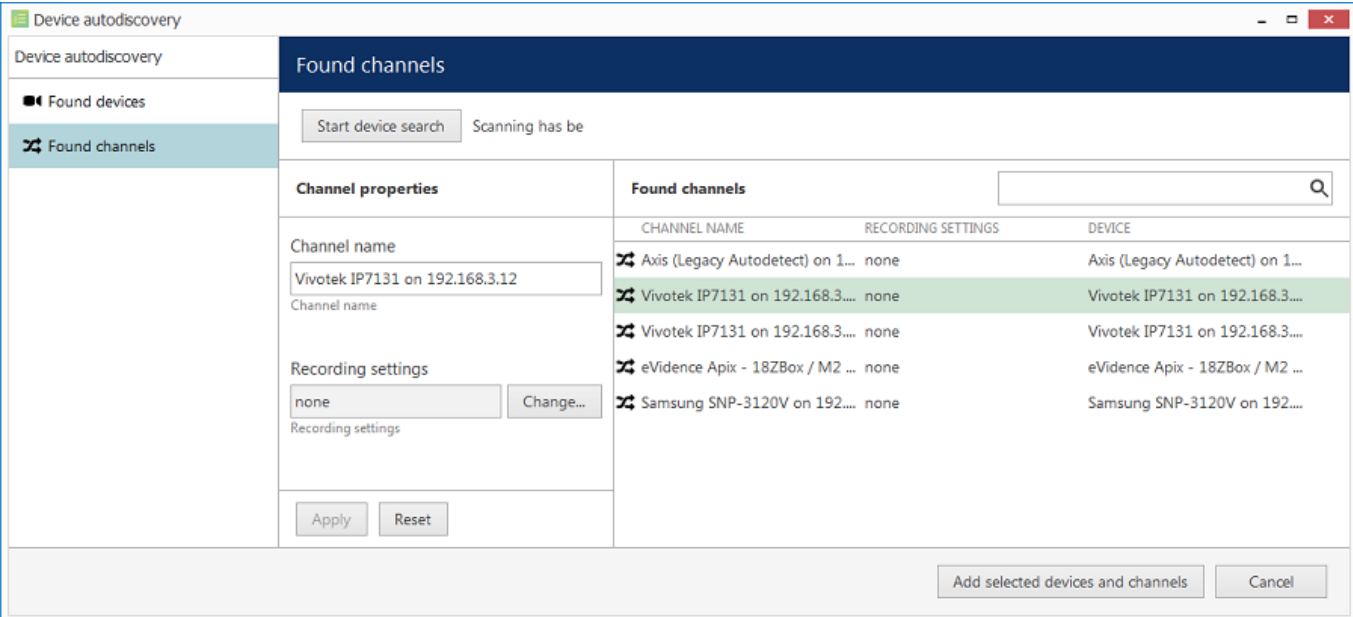 Device autodiscovery
Device autodiscovery
Found devices
Found channels
Found channels
Start device search Scanning has be
Channel properties
Channel name
Vivotek IP7131 on 192.168.3.12
Channel name
Recording settings
none Change...
Recording settings
Apply Reset
Found channels
CHANNEL NAME RECORDING SETTINGS DEVICE
Axis (Legacy Autodetect) on 1... none Axis (Legacy Autodetect) on 1...
Vivotek IP7131 on 192.168.3.... none Vivotek IP7131 on 192.168.3....
Vivotek IP7131 on 192.168.3.... none Vivotek IP7131 on 192.168.3....
eVidence Apix - 18ZBox / M2 ... none eVidence Apix - 18ZBox / M2 ...
Samsung SNP-3120V on 192.... none Samsung SNP-3120V on 192....
Add selected devices and channels Cancel